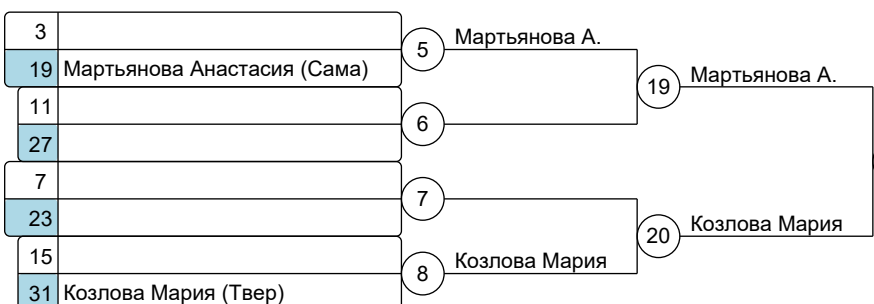 3
5 Мартьянова А.
19 Мартьянова Анастасия (Сама)
19 Мартьянова А.
11
6
27
7
7
23
20 Козлова Мария
15
8 Козлова Мария
31 Козлова Мария (Твер)